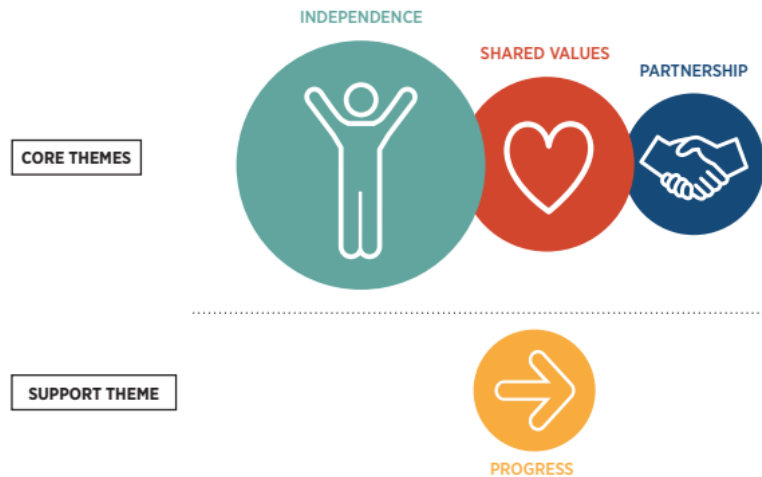 INDEPENDENCE
SHARED VALUES
PARTNERSHIP
CORE THEMES
SUPPORT THEME
PROGRESS